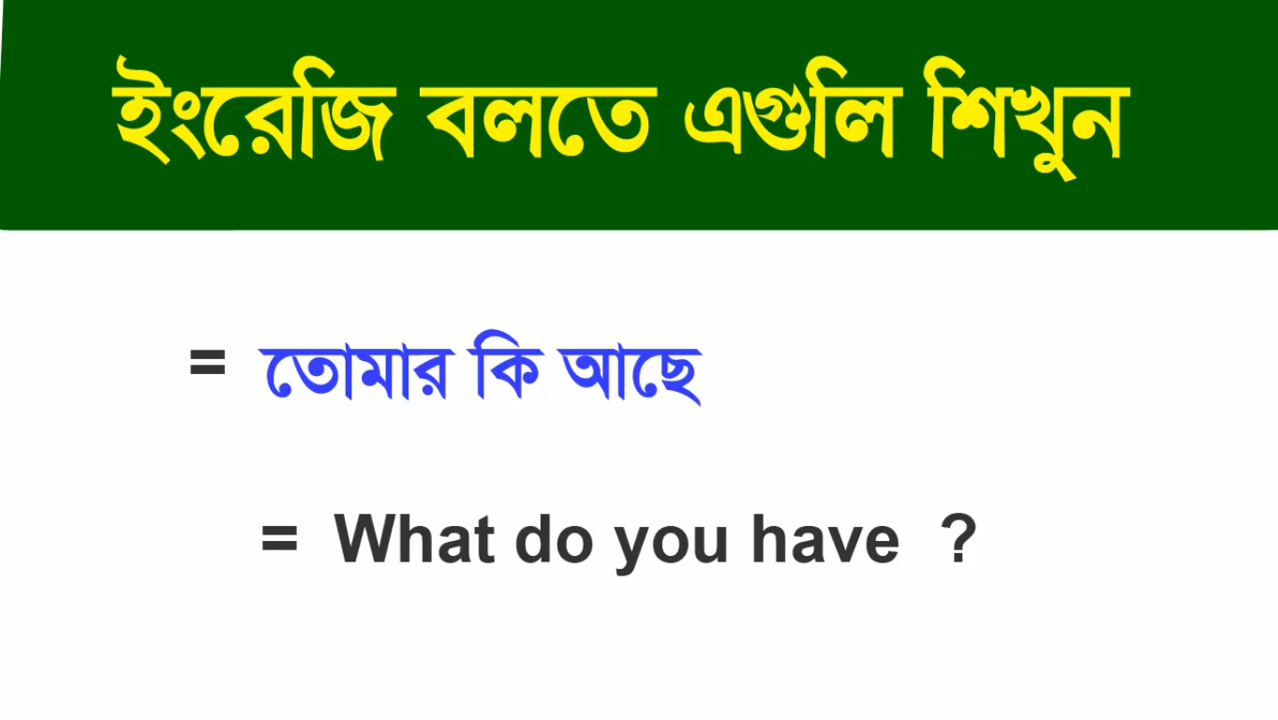 ইংরেজি বলতে এগুলি শিখুন
= তোমার কি আছে
= What do you have ?